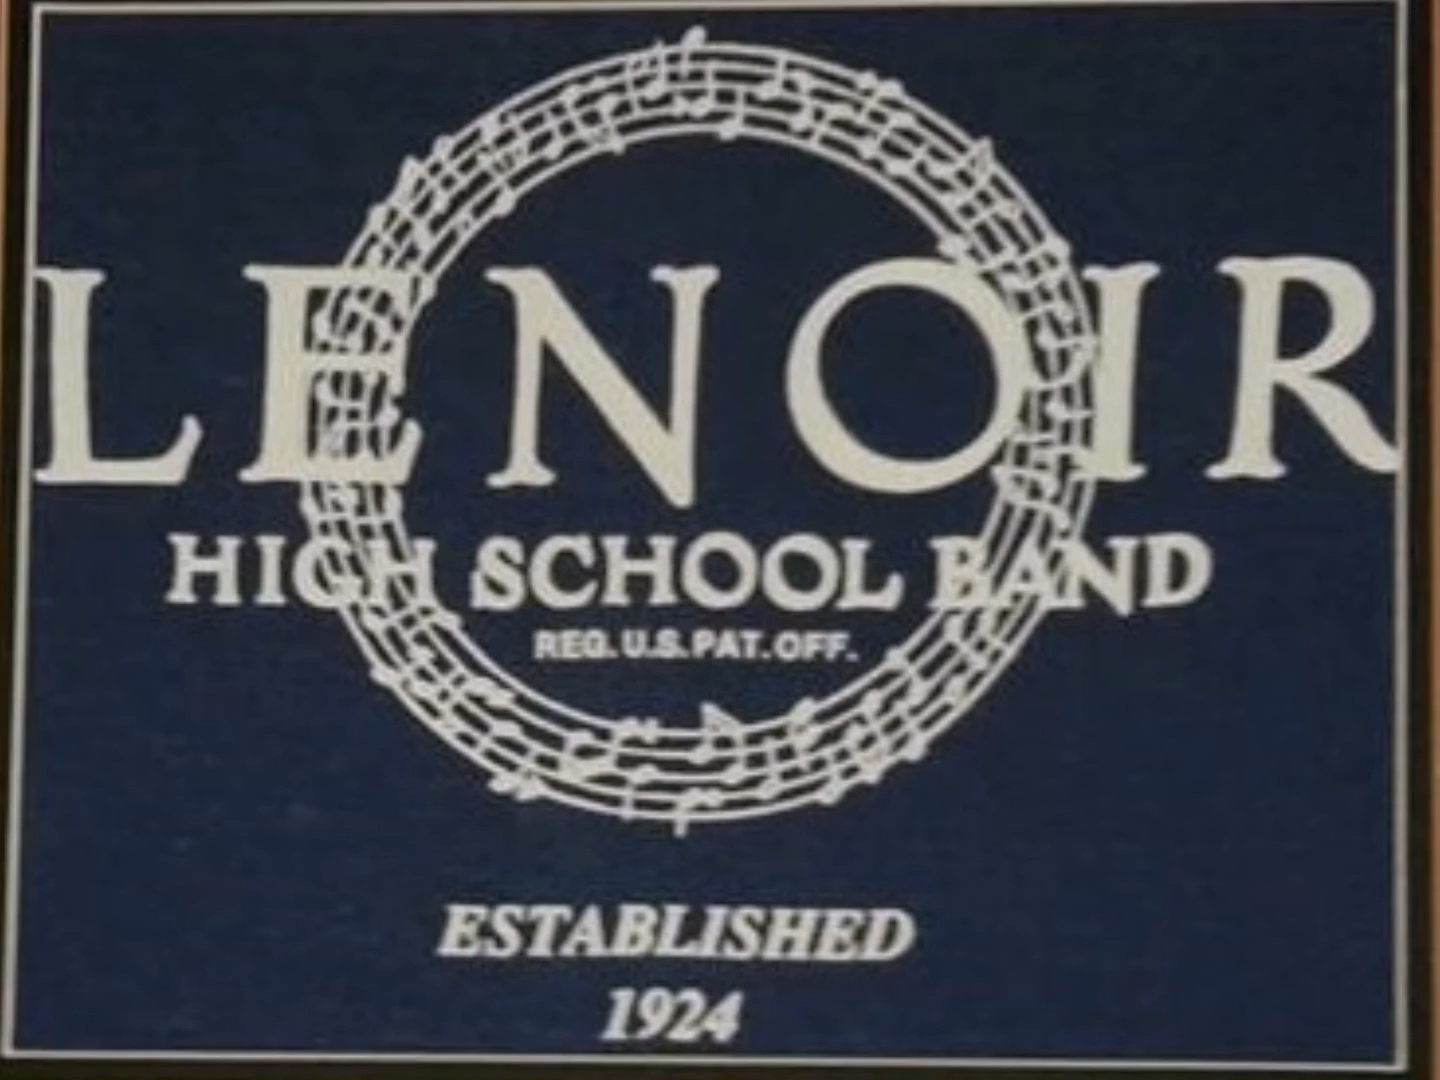 LENOIR
HIGH SCHOOL BAND
REG. U.S. PAT. OFF.
ESTABLISHED
1924